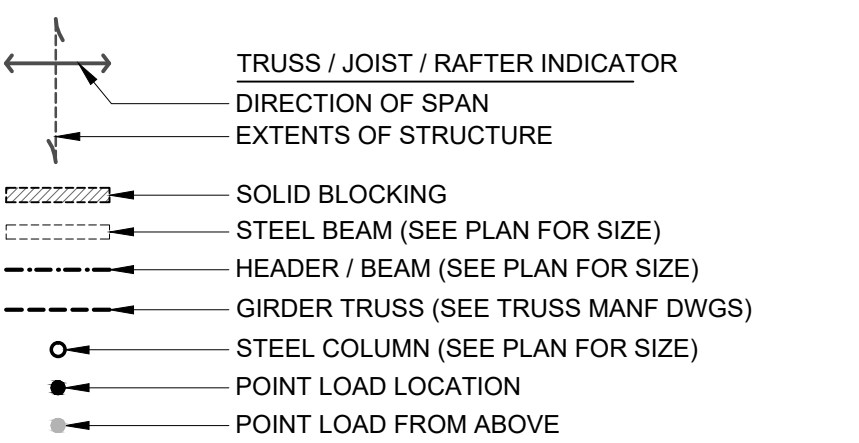 TRUSS / JOIST / RAFTER INDICATOR
DIRECTION OF SPAN
EXTENTS OF STRUCTURE
SOLID BLOCKING
STEEL BEAM (SEE PLAN FOR SIZE)
HEADER / BEAM (SEE PLAN FOR SIZE)
GIRDER TRUSS (SEE TRUSS MANF DWGS)
STEEL COLUMN (SEE PLAN FOR SIZE)
POINT LOAD LOCATION
POINT LOAD FROM ABOVE